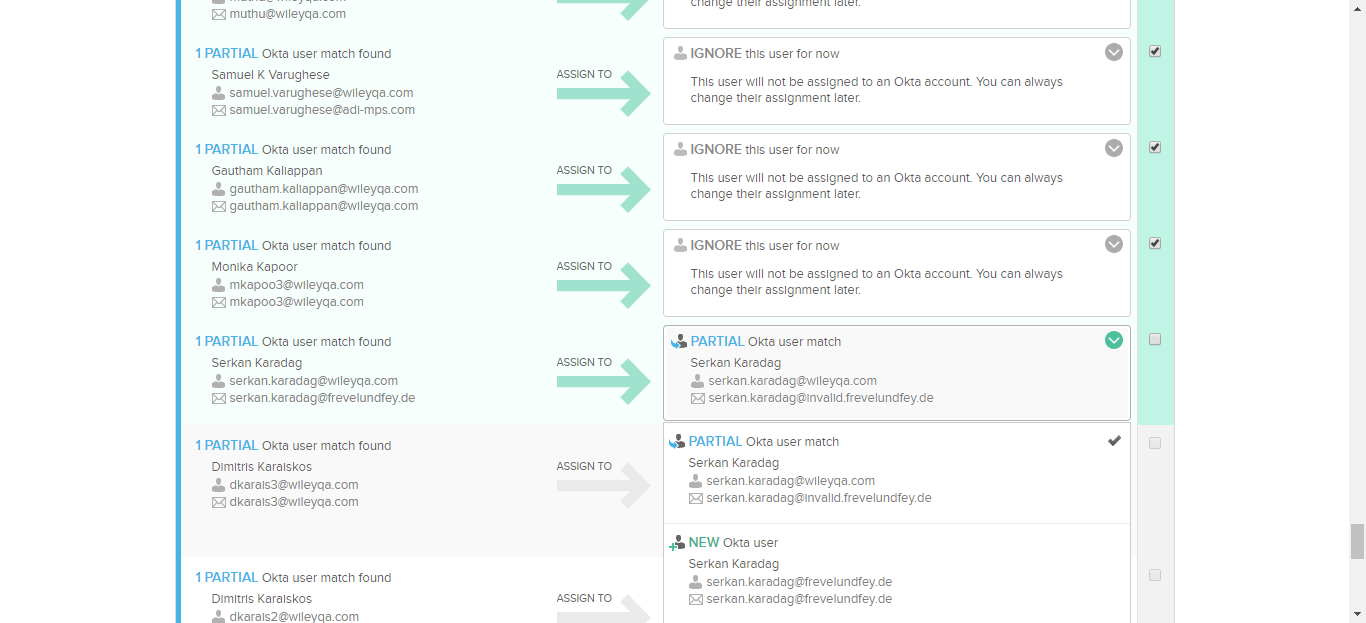 muthu@wileyqa.com
change their assignment later.
1 PARTIAL Okta user match found
Samuel K Varughese
samuel.varughese@wileyqa.com
samuel.varughese@adi-mps.com
ASSIGN TO
IGNORE this user for now
This user will not be assigned to an Okta account. You can always
change their assignment later.
1 PARTIAL Okta user match found
Gautham Kaliappan
gautham.kaliappan@wileyqa.com
gautham.kaliappan@wileyqa.com
ASSIGN TO
IGNORE this user for now
This user will not be assigned to an Okta account. You can always
change their assignment later.
1 PARTIAL Okta user match found
Monika Kapoor
mkapoo3@wileyqa.com
mkapoo3@wileyqa.com
ASSIGN TO
IGNORE this user for now
This user will not be assigned to an Okta account. You can always
change their assignment later.
1 PARTIAL Okta user match found
Serkan Karadag
serkan.karadag@wileyqa.com
serkan.karadag@frevelundfey.de
ASSIGN TO
PARTIAL Okta user match
Serkan Karadag
serkan.karadag@wileyqa.com
serkan.karadag@invalid.frevelundfey.de
1 PARTIAL Okta user match found
Dimitris Karaiskos
dkarais3@wileyqa.com
dkarais3@wileyqa.com
ASSIGN TO
PARTIAL Okta user match
Serkan Karadag
serkan.karadag@wileyqa.com
serkan.karadag@invalid.frevelundfey.de
NEW Okta user
Serkan Karadag
serkan.karadag@frevelundfey.de
serkan.karadag@frevelundfey.de
1 PARTIAL Okta user match found
Dimitris Karaiskos
dkarais2@wileyqa.com
ASSIGN TO